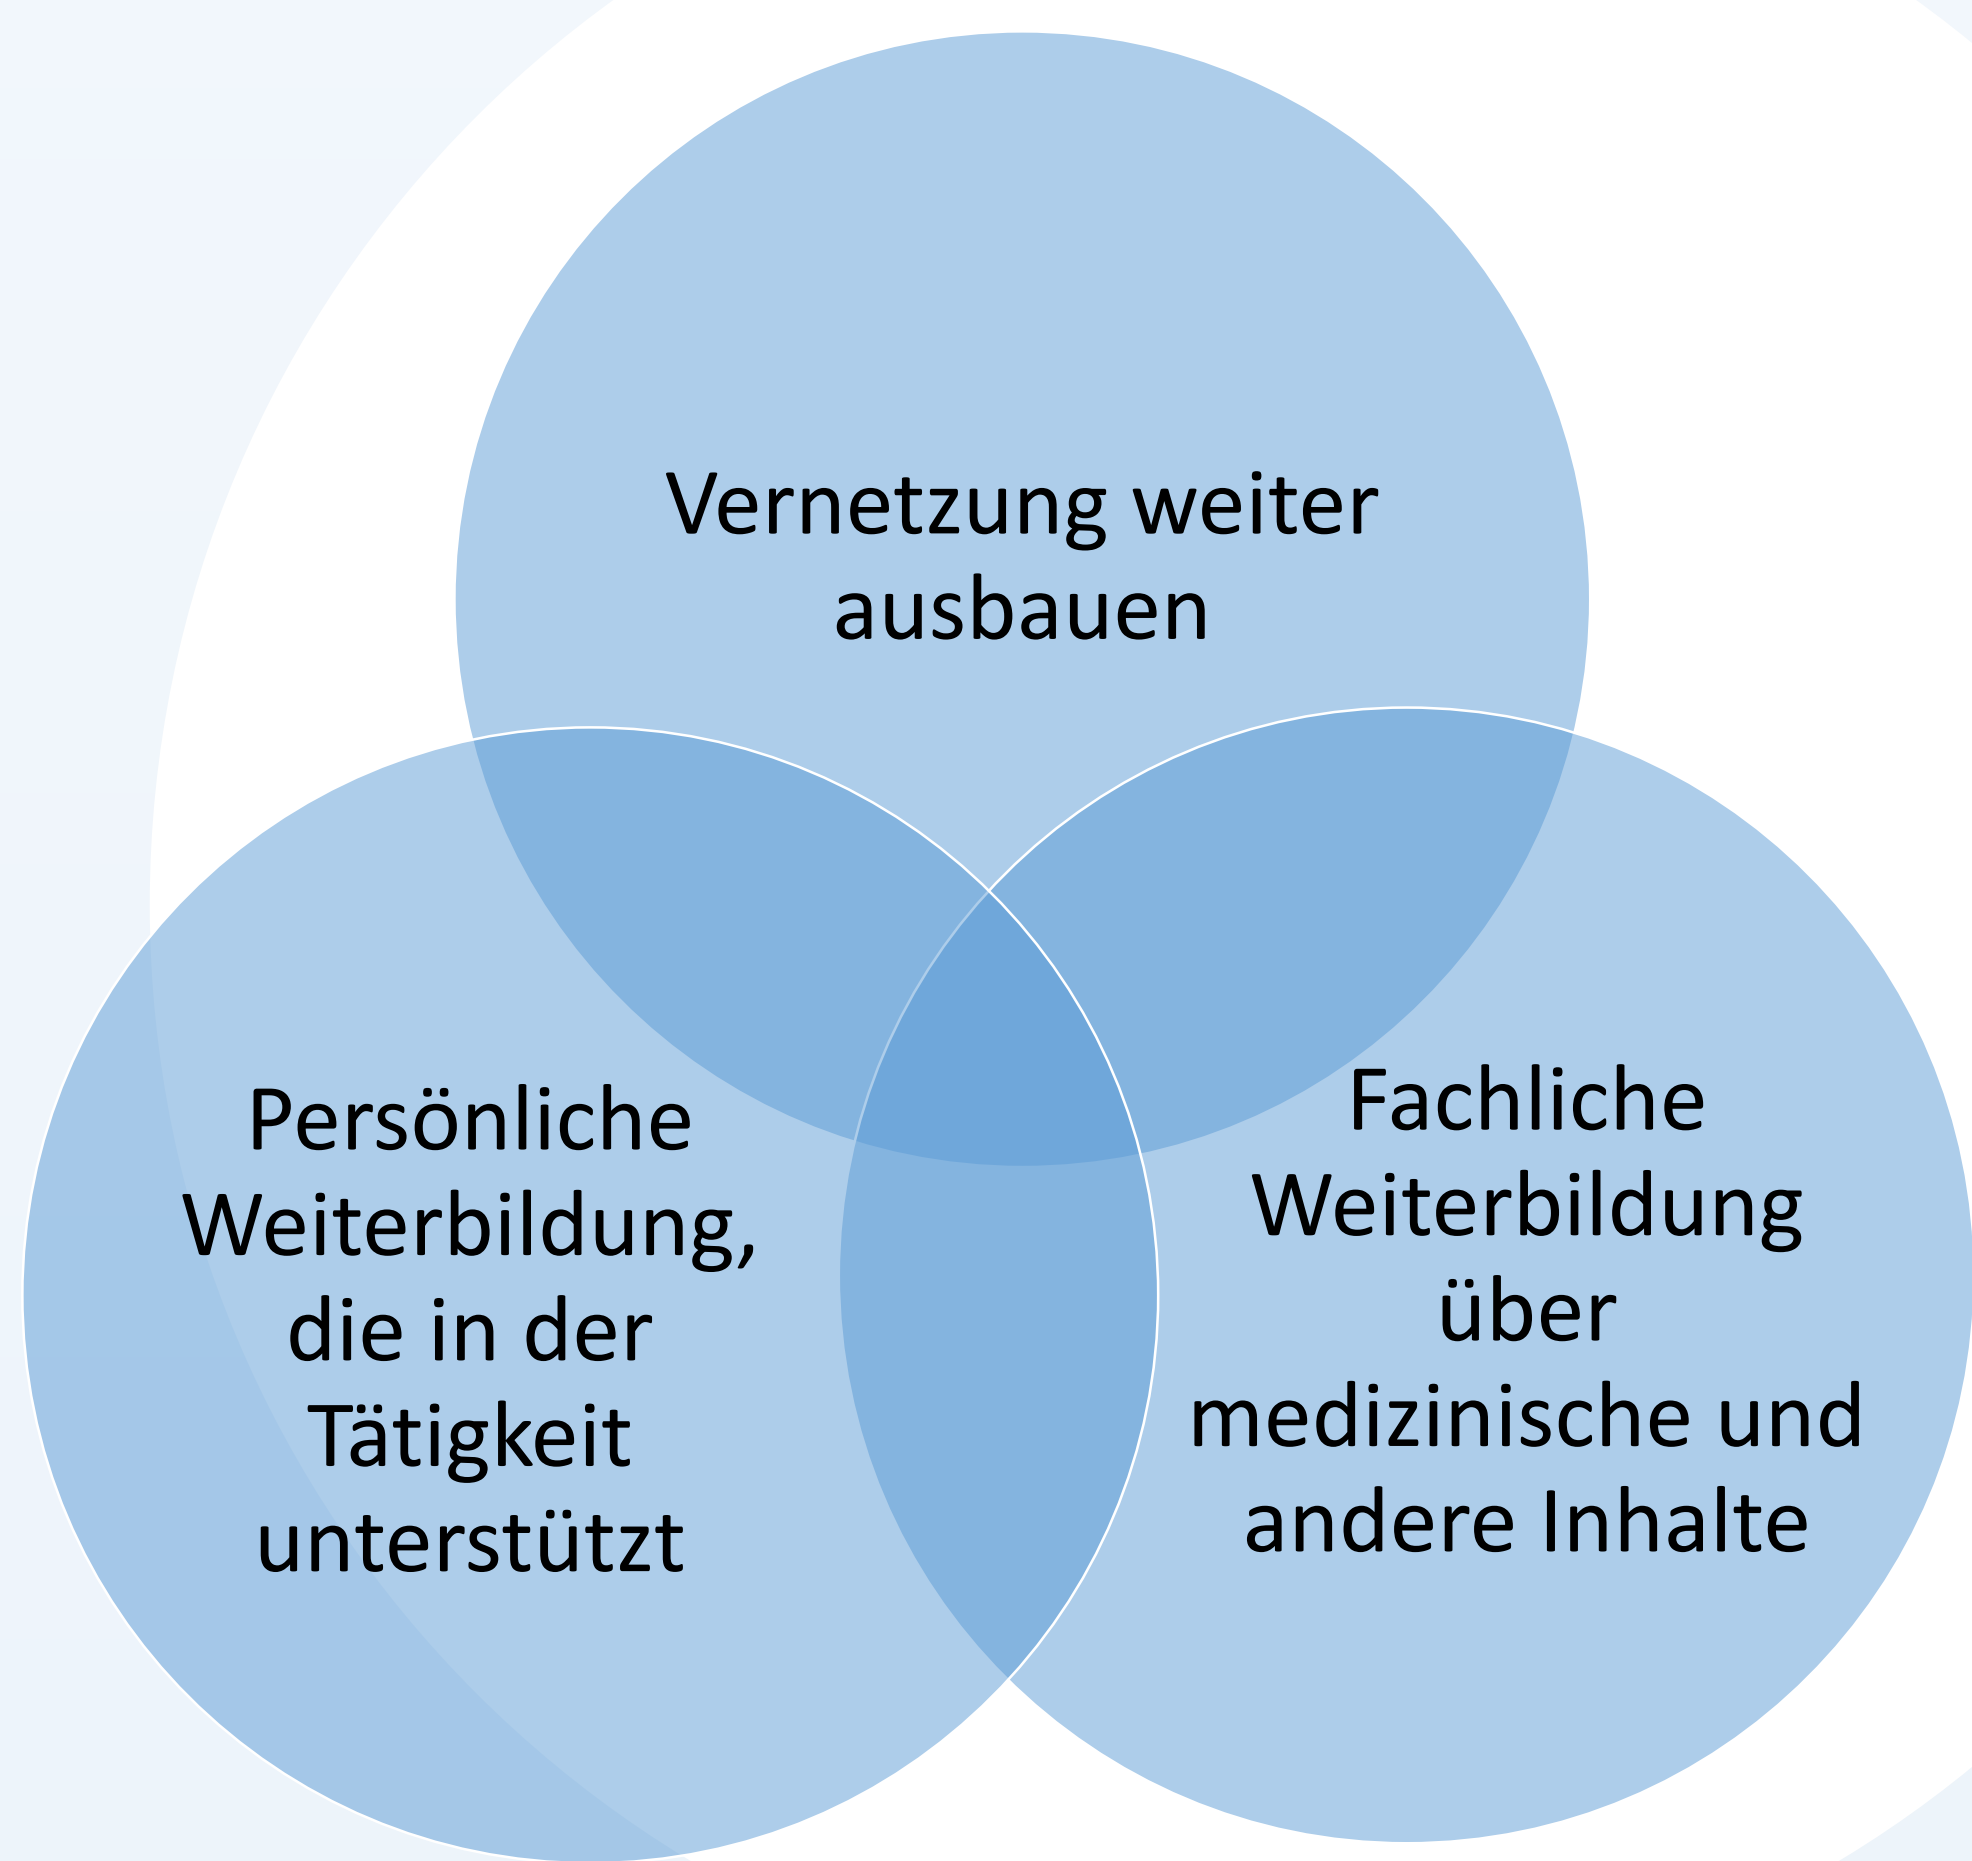 Vernetzung weiter
ausbauen
Persönliche
Weiterbildung,
die in der
Tätigkeit
unterstützt
Fachliche
Weiterbildung
über
medizinische und
andere Inhalte